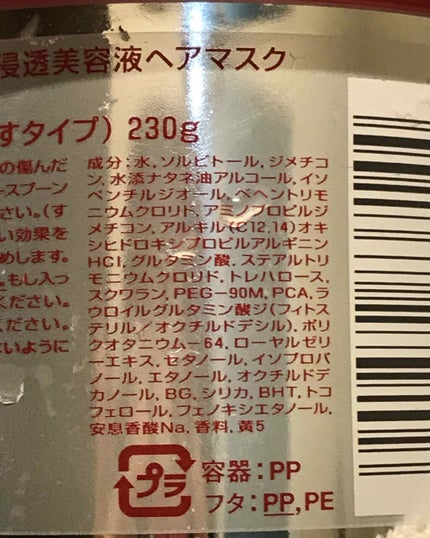 浸透美容液ヘアマスク
すタイプ) 230g
の傷んだ
ースプーン
さい。(す
い効果を
めします。
もし入っ
ください。
ださい。
ないように
成分:水, ソルビトール, ジメチコ
ン, 水添ナタネ油アルコール, イソ
ペンチルジオール, ベヘントリモ
ニウムクロリド, アミノプロピルジ
メチコン, アルキル(C12,14)オキ
シヒドロキシプロピルアルギニン
HCl, グルタミン酸, ステアルトリ
モニウムクロリド, トレハロース,
スクワラン, PEG-90M, PCA, ラ
ウロイルグルタミン酸ジ(フィトス
テリル/オクチルドデシル), ポリ
クオタニウム-64, ローヤルゼリ
ーエキス, セタノール, イソプロパ
ノール, エタノール, オクチルドデ
カノール, BG, シリカ, BHT, トコ
フェロール, フェノキシエタノール,
安息香酸Na, 香料, 黄5
プラ
容器:PP
フタ:PP,PE